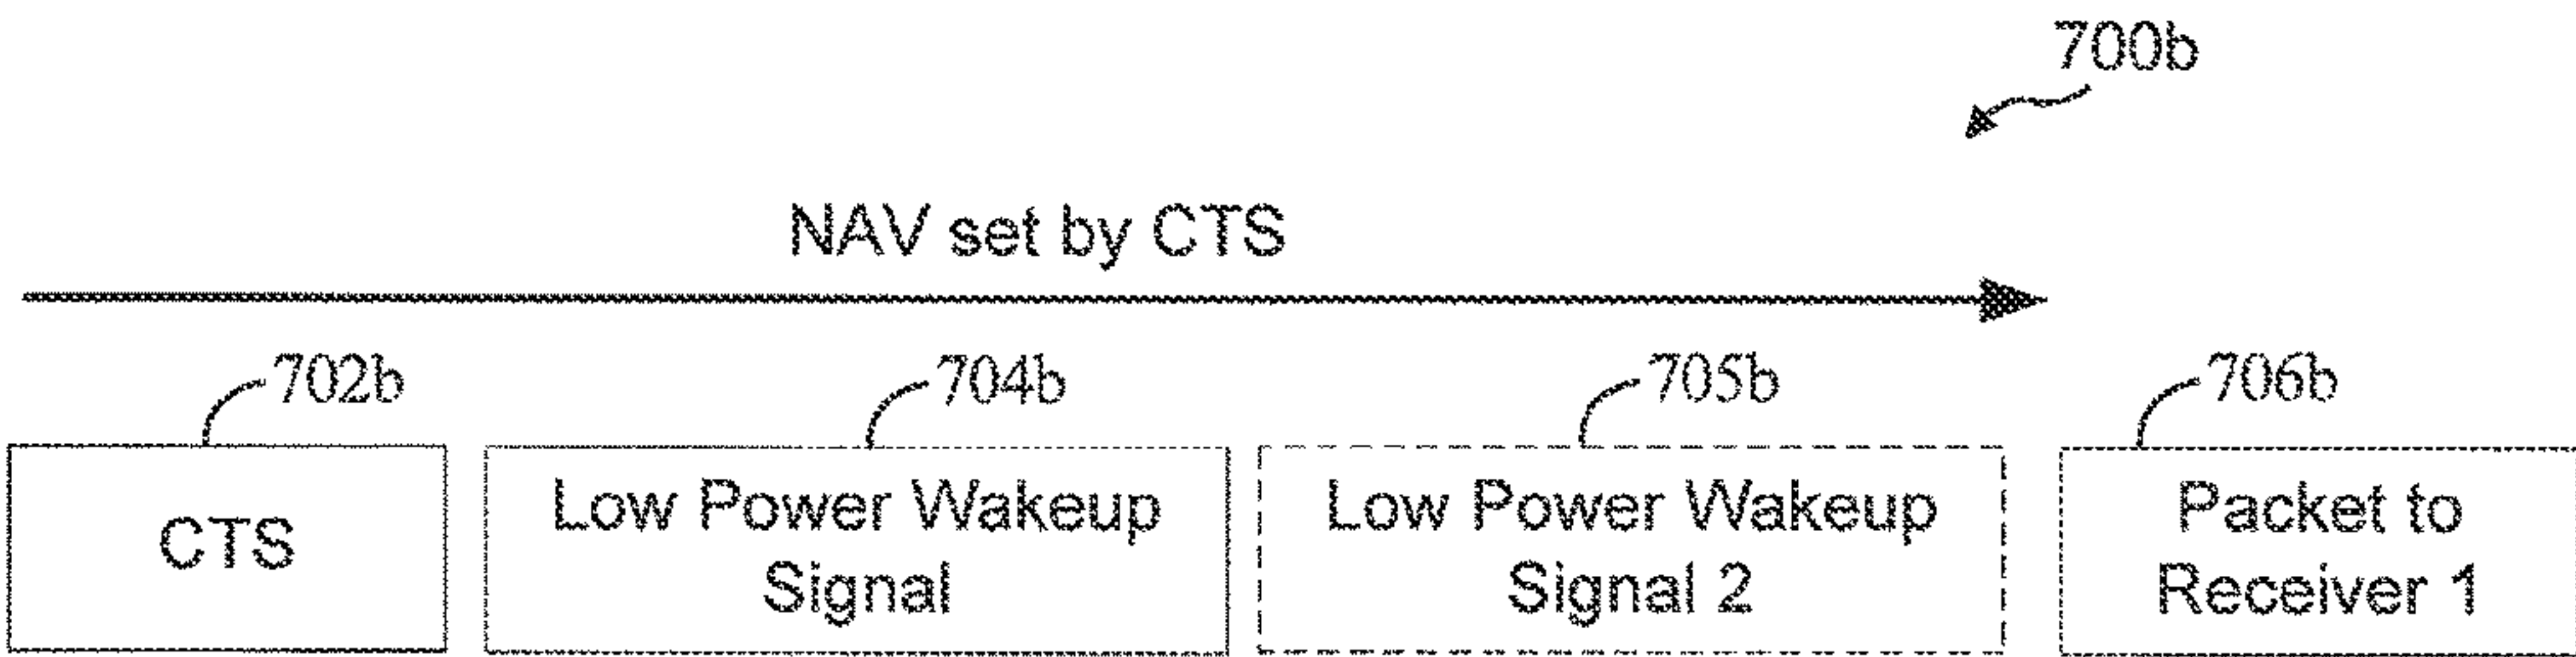 700b
NAV set by CTS
702b
704b
705b
706b
CTS
Low Power Wakeup
Signal
Low Power Wakeup
Signal 2
Packet to
Receiver 1